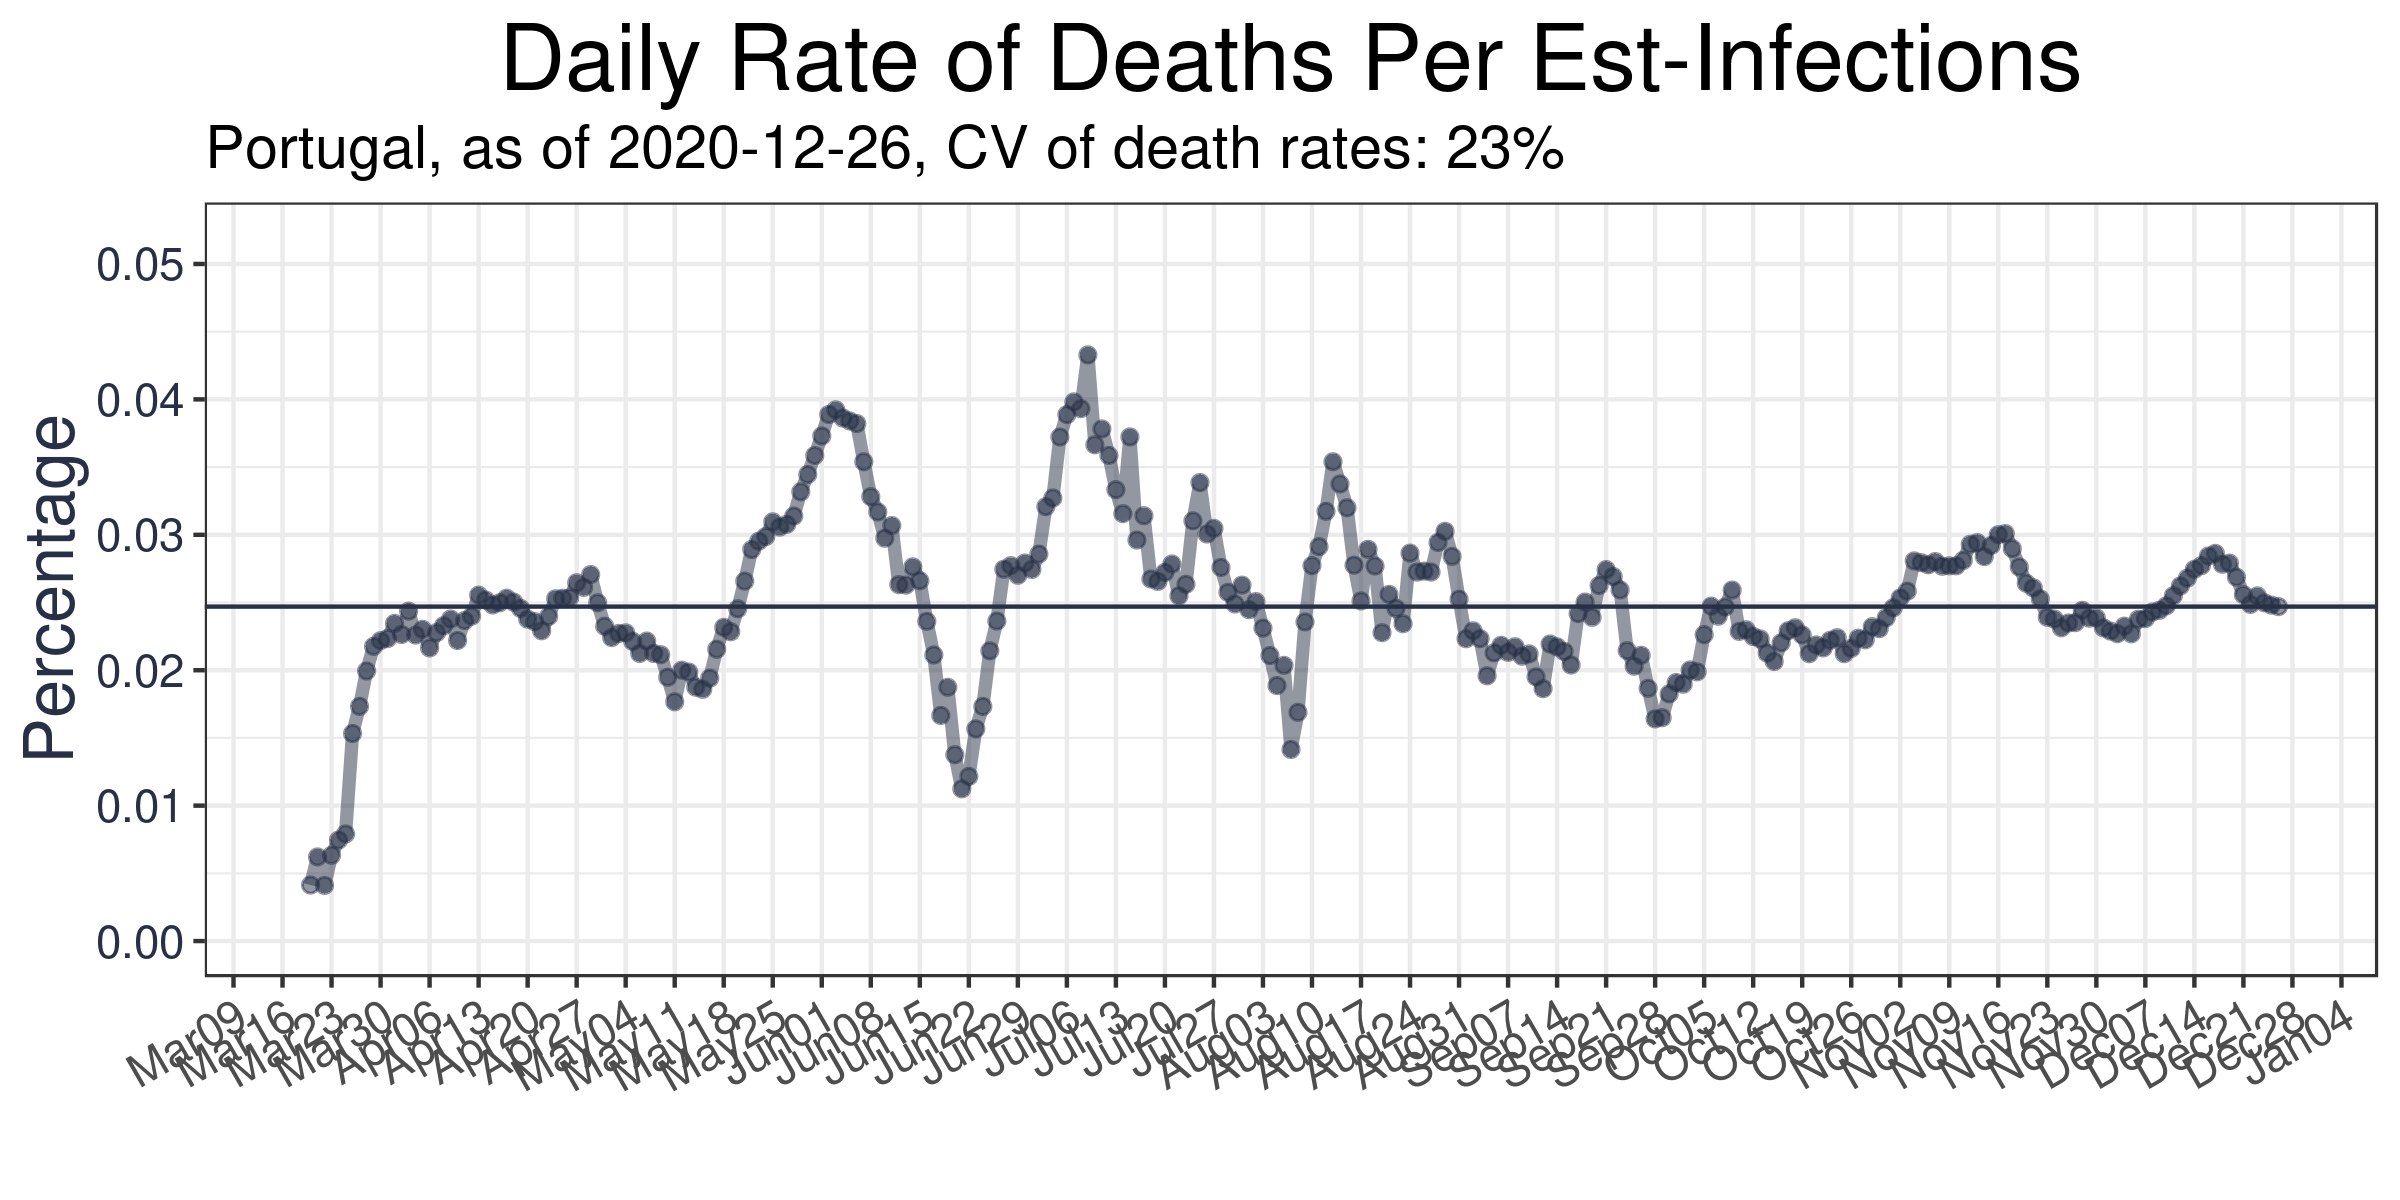 Daily Rate of Deaths Per Est-Infections
Portugal, as of 2020-12-26, CV of death rates: 23%
Percentage
0.05
0.04
0.03
0.02
0.01
0.00
Mar09
Mar16
Mar23
Mar30
Apr06
Apr13
Apr20
Apr27
May04
May11
May18
May25
Jun01
Jun08
Jun15
Jun22
Jun29
Jul06
Jul13
Jul20
Jul27
Aug03
Aug10
Aug17
Aug24
Aug31
Sep07
Sep14
Sep21
Sep28
Oct05
Oct12
Oct19
Oct26
Nov02
Nov09
Nov16
Nov23
Nov30
Dec07
Dec14
Dec21
Dec28
Jan04